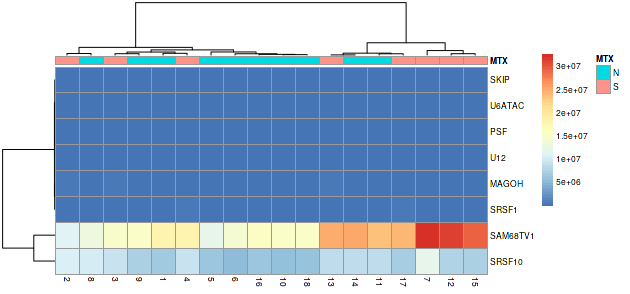 MTX
SKIP
U6ATAC
PSF
U12
MAGOH
SRSF1
SAM68TV1
SRSF10
2 8 3 9 1 4 5 6 16 10 18 13 14 11 17 7 12 15
3e+07
2.5e+07
2e+07
1.5e+07
1e+07
5e+06
MTX
N
S